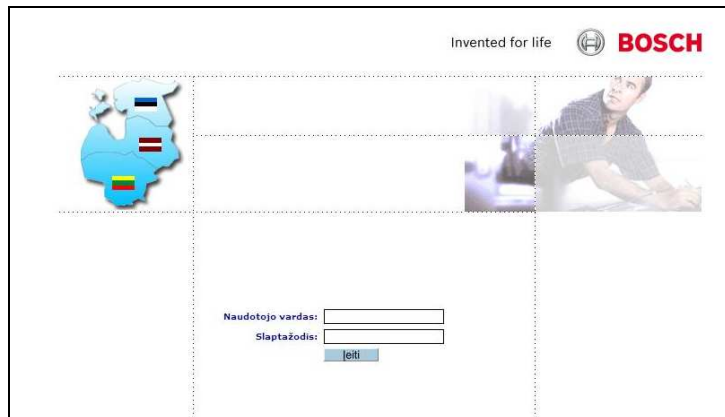 Invented for life BOSCH
Naudotojo vardas:
Slaptažodis:
Įeiti